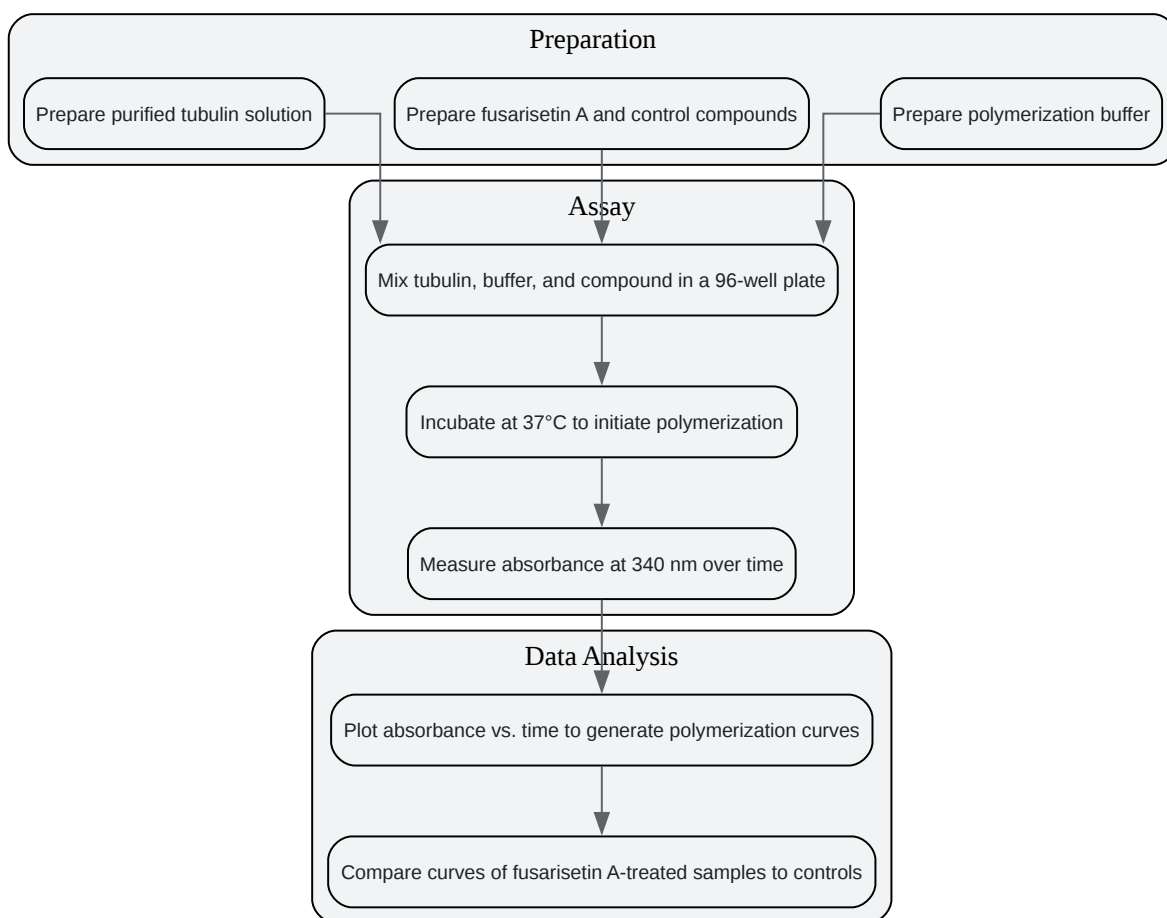 Preparation
Prepare purified tubulin solution
Prepare fusarisetin A and control compounds
Prepare polymerization buffer
Assay
Mix tubulin, buffer, and compound in a 96-well plate
Incubate at 37°C to initiate polymerization
Measure absorbance at 340 nm over time
Data Analysis
Plot absorbance vs. time to generate polymerization curves
Compare curves of fusarisetin A-treated samples to controls